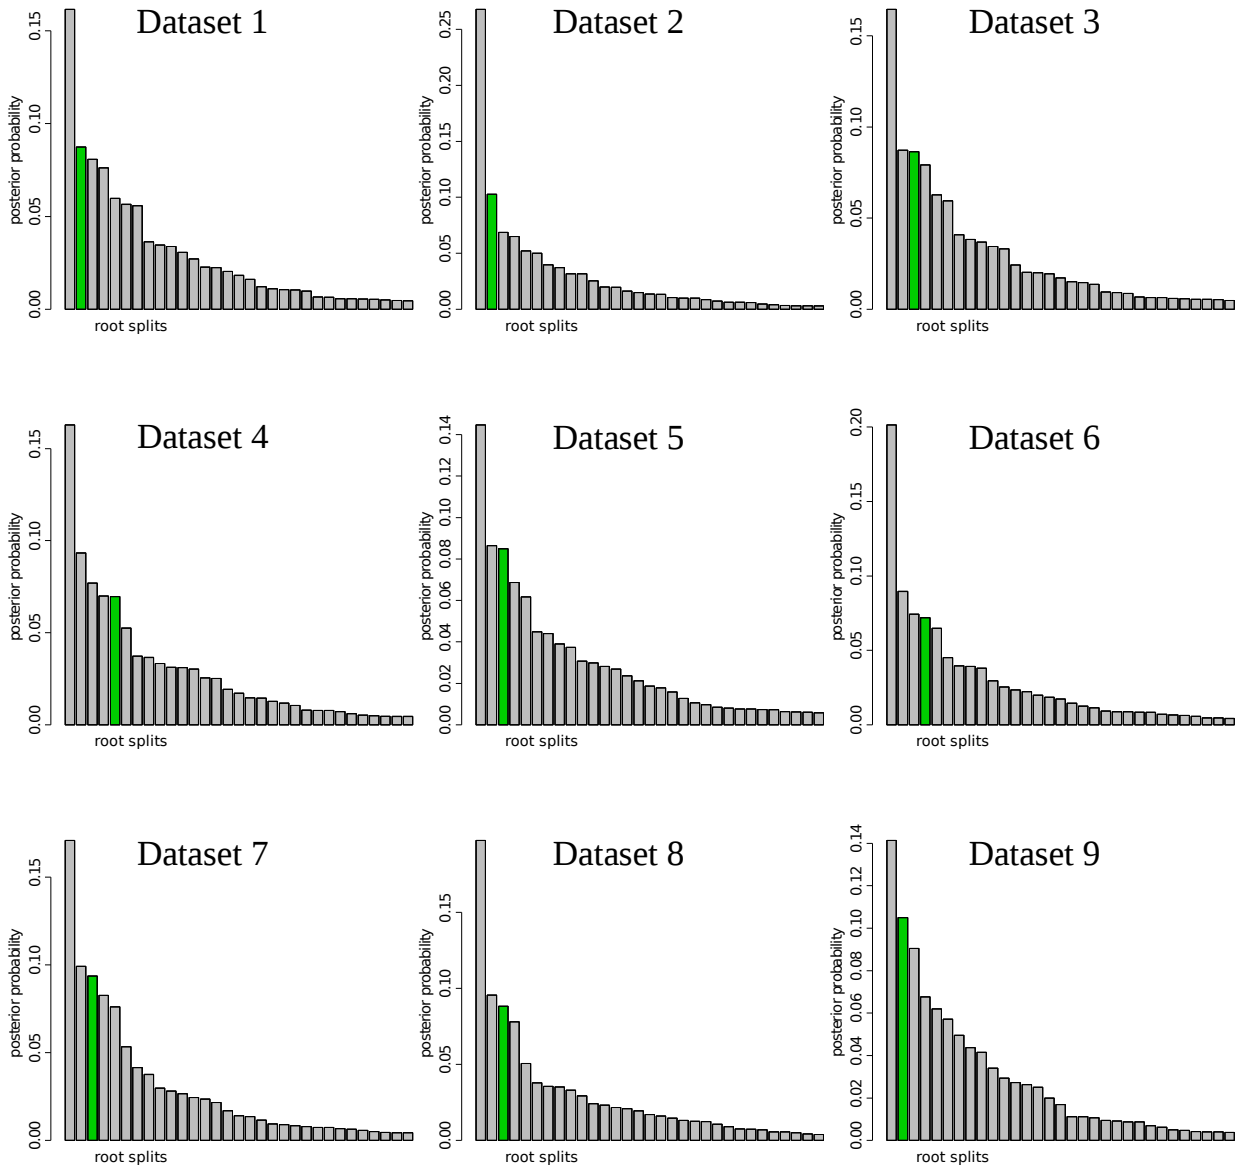 Dataset 1
posterior probability
0.00 0.05 0.10 0.15
root splits
Dataset 2
posterior probability
0.00 0.05 0.10 0.15 0.20 0.25
root splits
Dataset 3
posterior probability
0.00 0.05 0.10 0.15
root splits
Dataset 4
posterior probability
0.00 0.05 0.10 0.15
root splits
Dataset 5
posterior probability
0.00 0.02 0.04 0.06 0.08 0.10 0.12 0.14
root splits
Dataset 6
posterior probability
0.00 0.05 0.10 0.15 0.20
root splits
Dataset 7
posterior probability
0.00 0.05 0.10 0.15
root splits
Dataset 8
posterior probability
0.00 0.05 0.10 0.15
root splits
Dataset 9
posterior probability
0.00 0.02 0.04 0.06 0.08 0.10 0.12 0.14
root splits